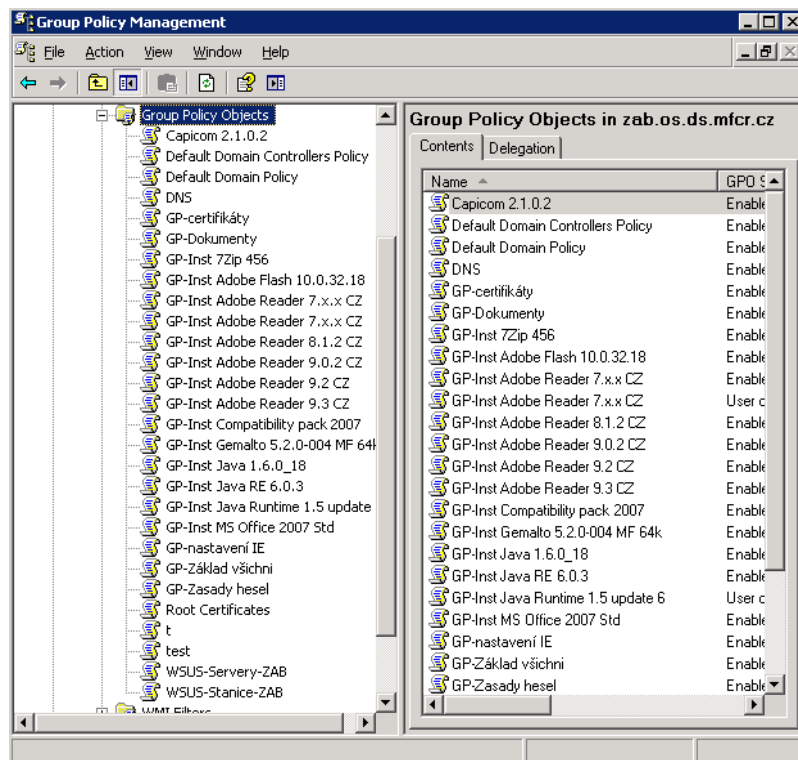 Group Policy Management
File Action View Window Help
Group Policy Objects
Capicom 2.1.0.2
Default Domain Controllers Policy
Default Domain Policy
DNS
GP-certifikáty
GP-Dokumenty
GP-Inst 7Zip 456
GP-Inst Adobe Flash 10.0.32.18
GP-Inst Adobe Reader 7.x.x CZ
GP-Inst Adobe Reader 7.x.x CZ
GP-Inst Adobe Reader 8.1.2 CZ
GP-Inst Adobe Reader 9.0.2 CZ
GP-Inst Adobe Reader 9.2 CZ
GP-Inst Adobe Reader 9.3 CZ
GP-Inst Compatibility pack 2007
GP-Inst Gemalto 5.2.0-004 MF 64k
GP-Inst Java 1.6.0_18
GP-Inst Java RE 6.0.3
GP-Inst Java Runtime 1.5 update
GP-Inst MS Office 2007 Std
GP-nastavení IE
GP-Základ všichni
GP-Zasady hesel
Root Certificates
t
test
WSUS-Servery-ZAB
WSUS-Stanice-ZAB
WMI Filters
Group Policy Objects in zab.os.ds.mfcr.cz
Contents Delegation
Name GPO S
Capicom 2.1.0.2 Enable
Default Domain Controllers Policy Enable
Default Domain Policy Enable
DNS Enable
GP-certifikáty Enable
GP-Dokumenty Enable
GP-Inst 7Zip 456 Enable
GP-Inst Adobe Flash 10.0.32.18 Enable
GP-Inst Adobe Reader 7.x.x CZ Enable
GP-Inst Adobe Reader 7.x.x CZ User c
GP-Inst Adobe Reader 8.1.2 CZ Enable
GP-Inst Adobe Reader 9.0.2 CZ Enable
GP-Inst Adobe Reader 9.2 CZ Enable
GP-Inst Adobe Reader 9.3 CZ Enable
GP-Inst Compatibility pack 2007 Enable
GP-Inst Gemalto 5.2.0-004 MF 64k Enable
GP-Inst Java 1.6.0_18 Enable
GP-Inst Java RE 6.0.3 Enable
GP-Inst Java Runtime 1.5 update 6 User c
GP-Inst MS Office 2007 Std Enable
GP-nastavení IE Enable
GP-Základ všichni Enable
GP-Zasady hesel Enable